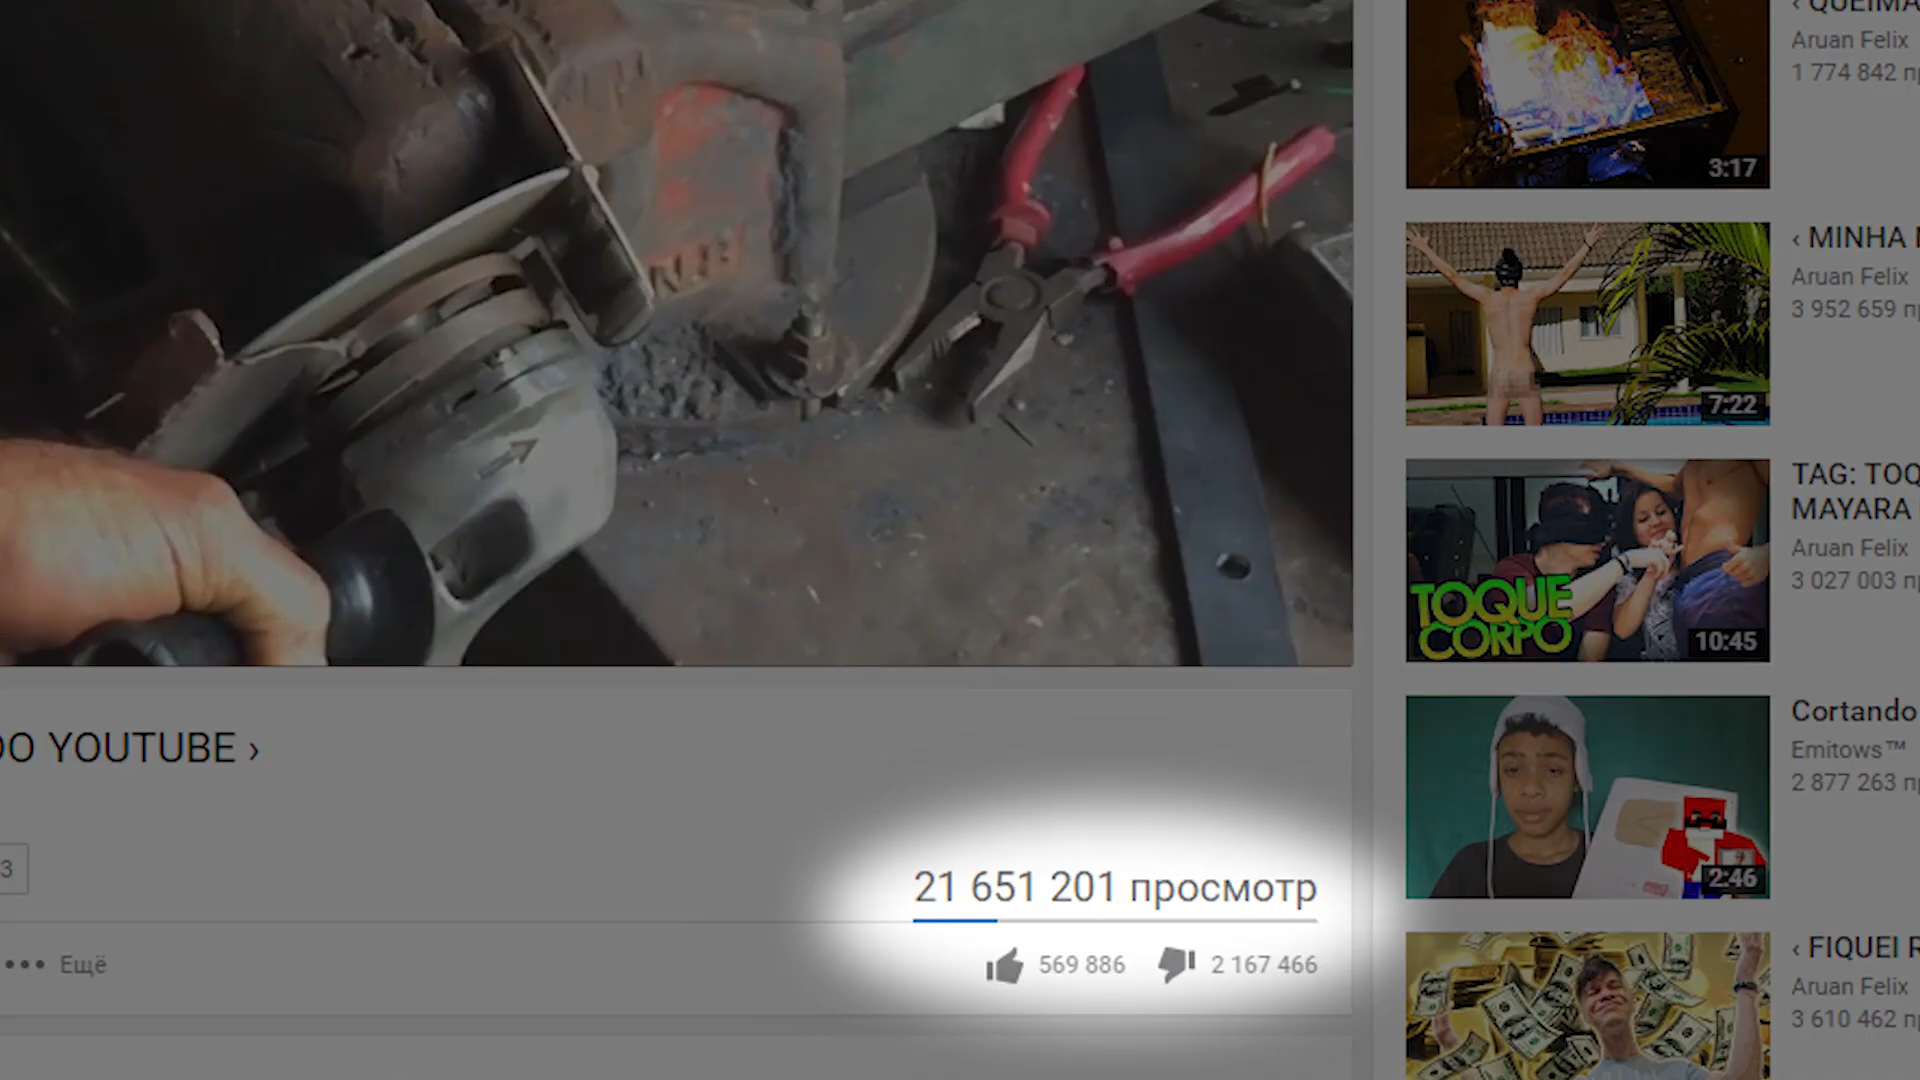 DO YOUTUBE ›
3
21 651 201 просмотр
••• Ещё
569 886
2 167 466
Aruan Felix
1 774 842
3:17
‹ MINHA
Aruan Felix
3 952 659
7:22
TAG: TOQ
MAYARA
Aruan Felix
3 027 003
TOQUE
CORPO
10:45
Cortando
Emitows™
2 877 263
2:46
‹ FIQUEI R
Aruan Felix
3 610 462